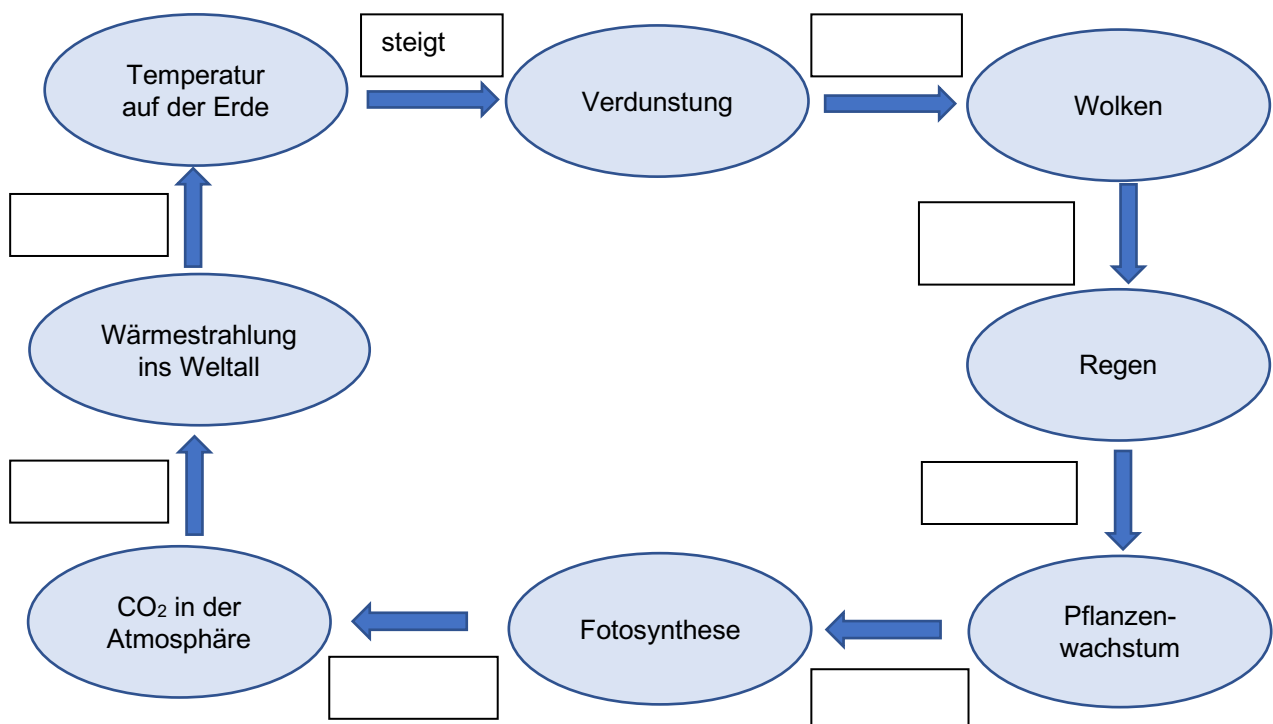 Temperatur
auf der Erde
steigt
Verdunstung
Wolken
Wärmestrahlung
ins Weltall
Regen
CO₂ in der
Atmosphäre
Fotosynthese
Pflanzen-
wachstum